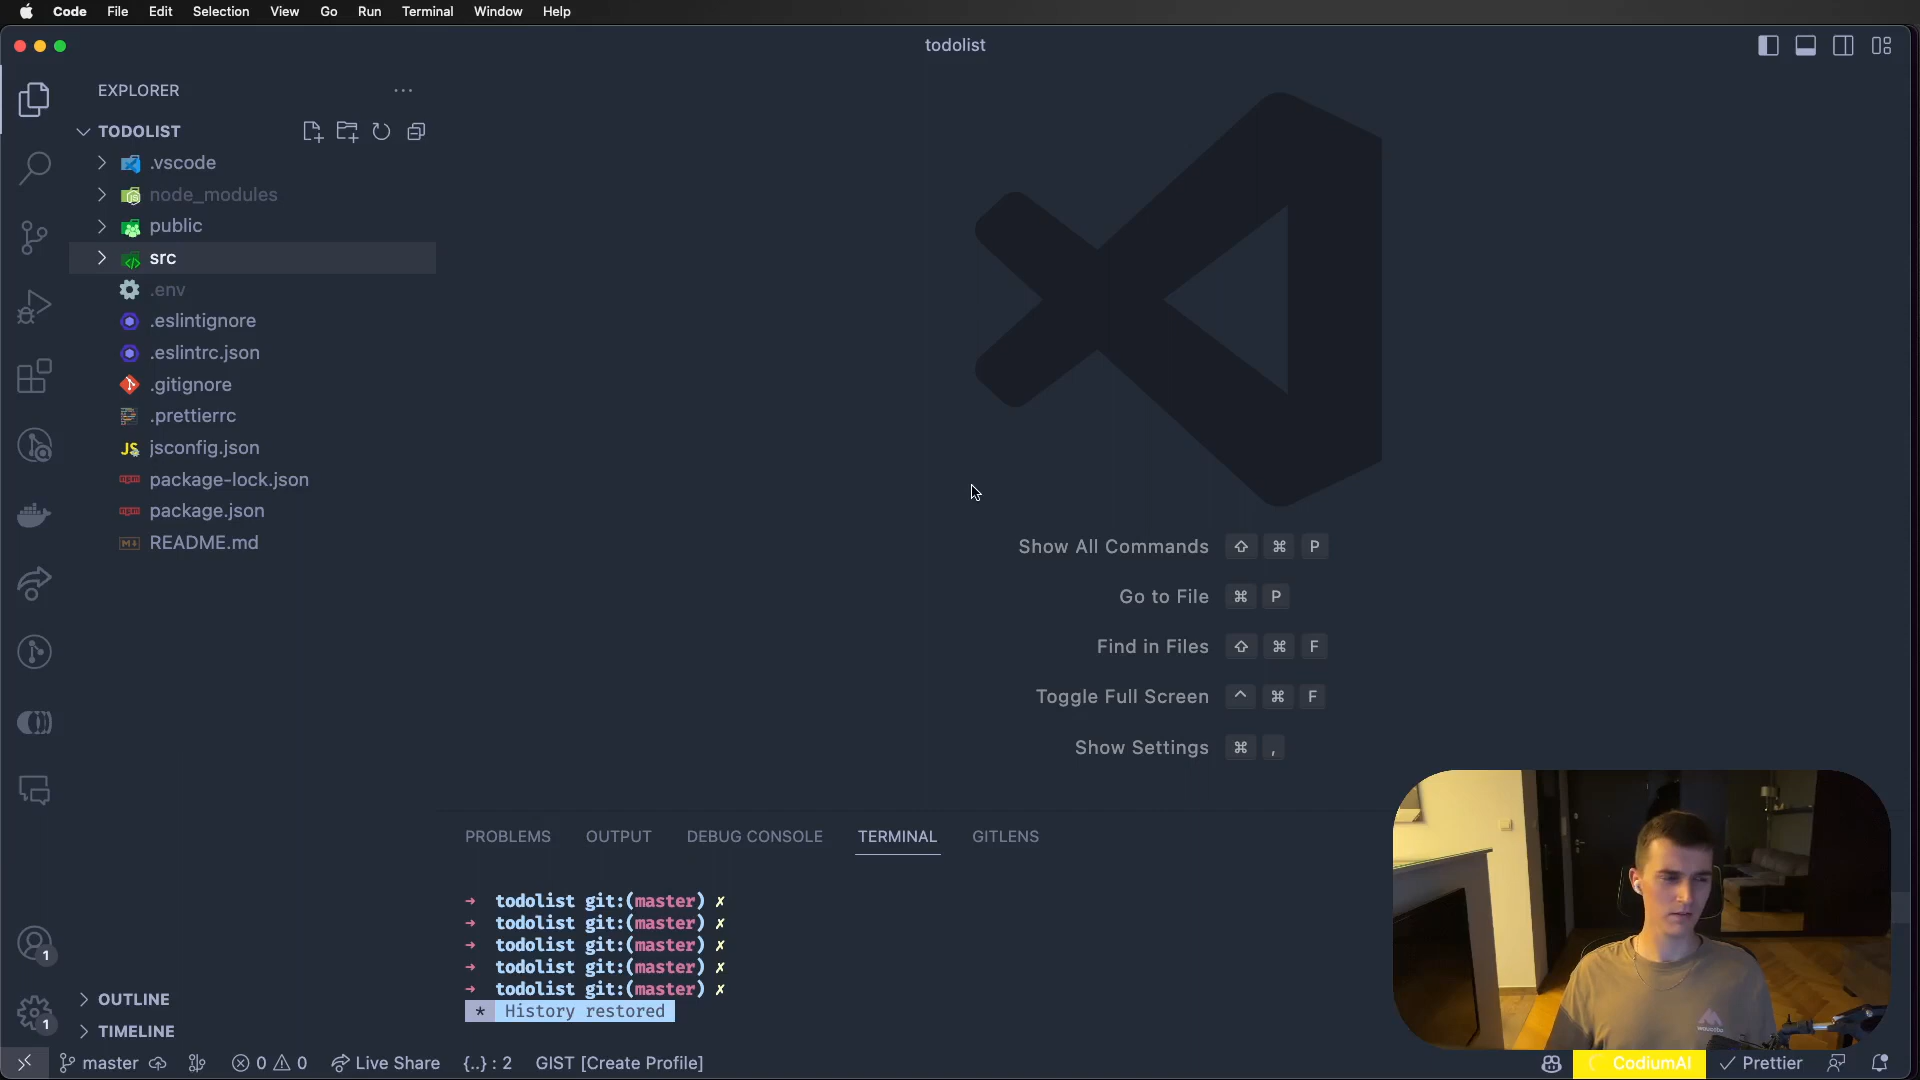 Code File Edit Selection View Go Run Terminal Window Help
todolist
EXPLORER
TODOLIST
.vscode
node_modules
public
src
.env
.eslintignore
.eslintrc.json
.gitignore
.prettierrc
jsconfig.json
package-lock.json
package.json
README.md
Show All Commands ⇧ ⌘ P
Go to File ⌘ P
Find in Files ⇧ ⌘ F
Toggle Full Screen ^ ⌘ F
Show Settings ⌘ ,
PROBLEMS OUTPUT DEBUG CONSOLE TERMINAL GITLENS
➜ todolist git:(master) ✗
➜ todolist git:(master) ✗
➜ todolist git:(master) ✗
➜ todolist git:(master) ✗
➜ todolist git:(master) ✗
* History restored
1
1
OUTLINE
TIMELINE
master 0 0 Live Share {..} : 2 GIST [Create Profile] CodiumAI ✓ Prettier